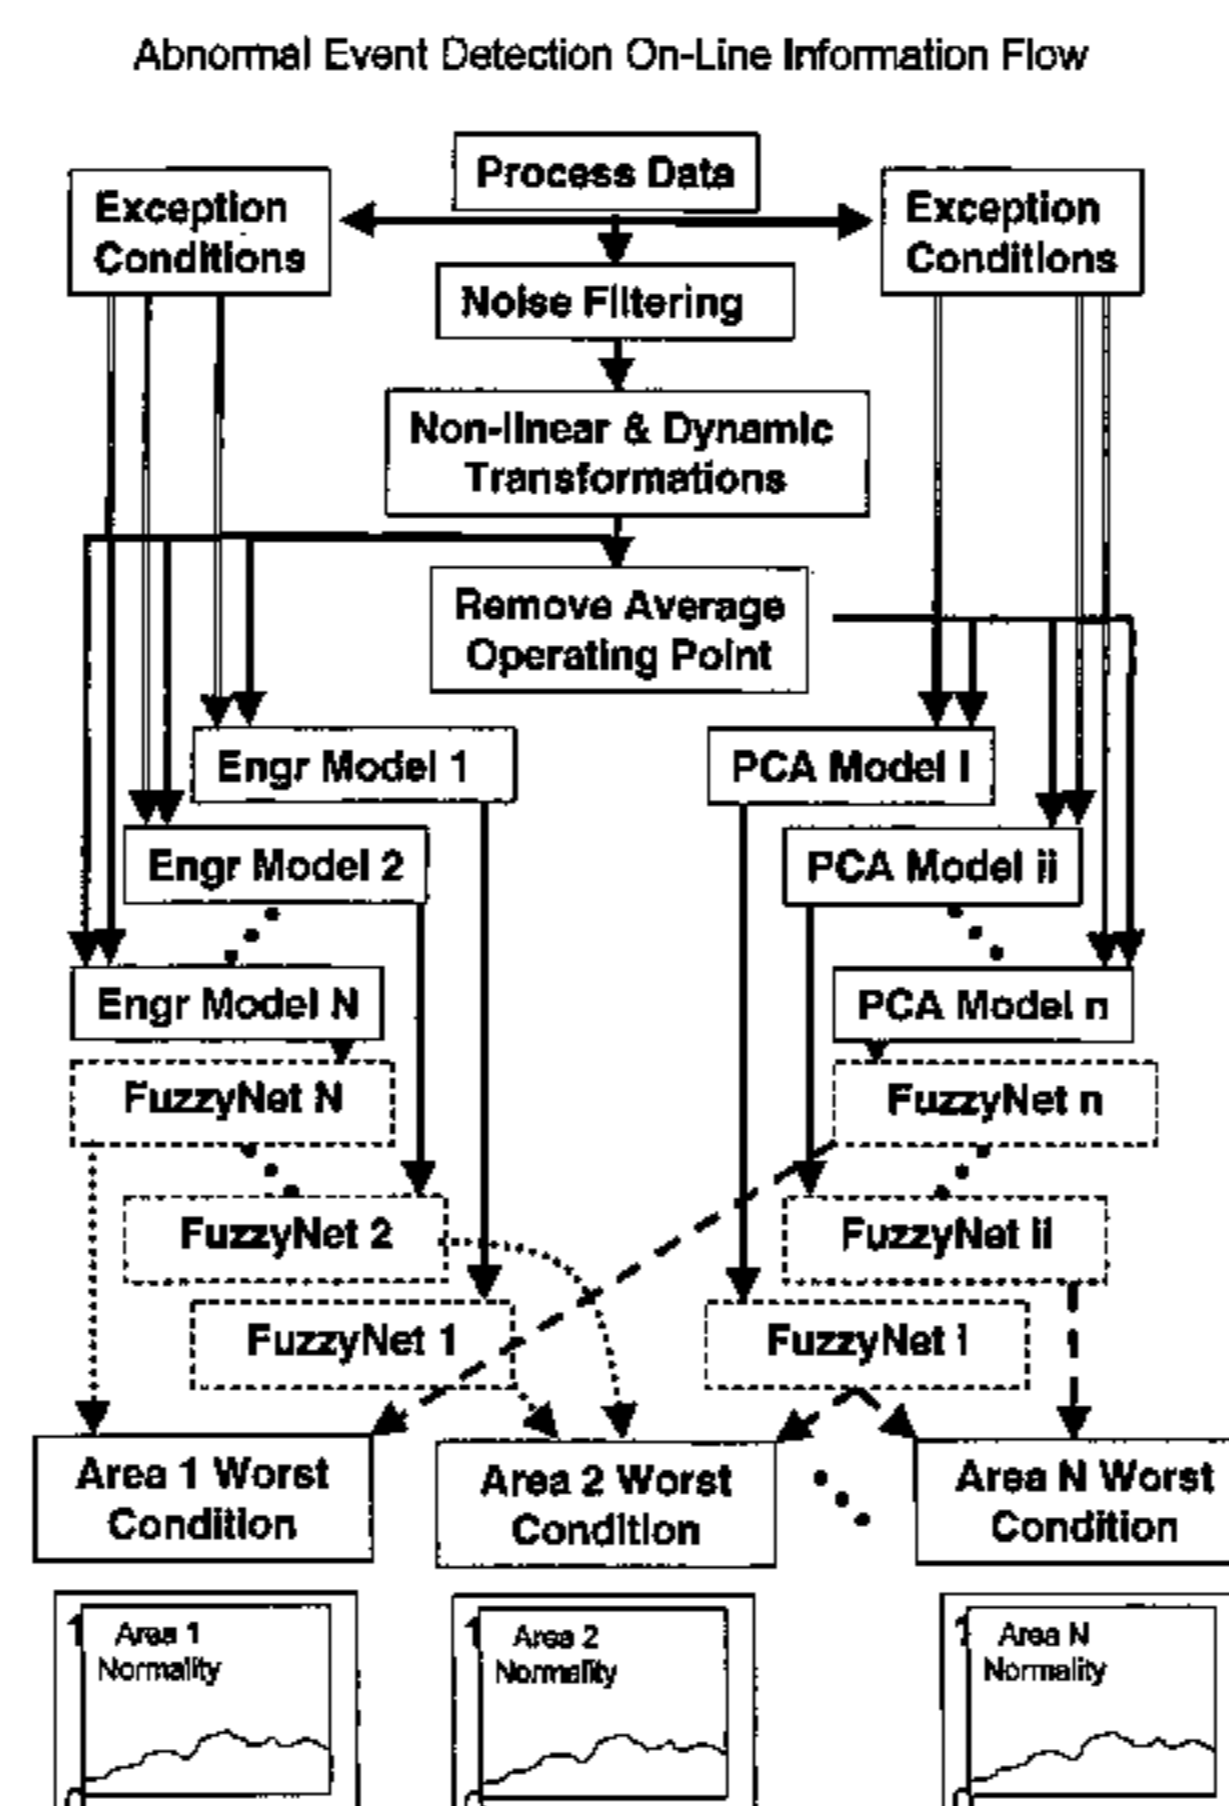 Abnormal Event Detection On-Line Information Flow
Process Data
Exception
Conditions
Exception
Conditions
Noise Filtering
Non-linear & Dynamic
Transformations
Remove Average
Operating Point
Engr Model 1
PCA Model i
Engr Model 2
PCA Model ii
Engr Model N
PCA Model n
FuzzyNet N
FuzzyNet n
FuzzyNet 2
FuzzyNet ii
FuzzyNet 1
FuzzyNet i
Area 1 Worst
Condition
Area 2 Worst
Condition
Area N Worst
Condition
1 Area 1
Normality
0
1 Area 2
Normality
0
1 Area N
Normality
0